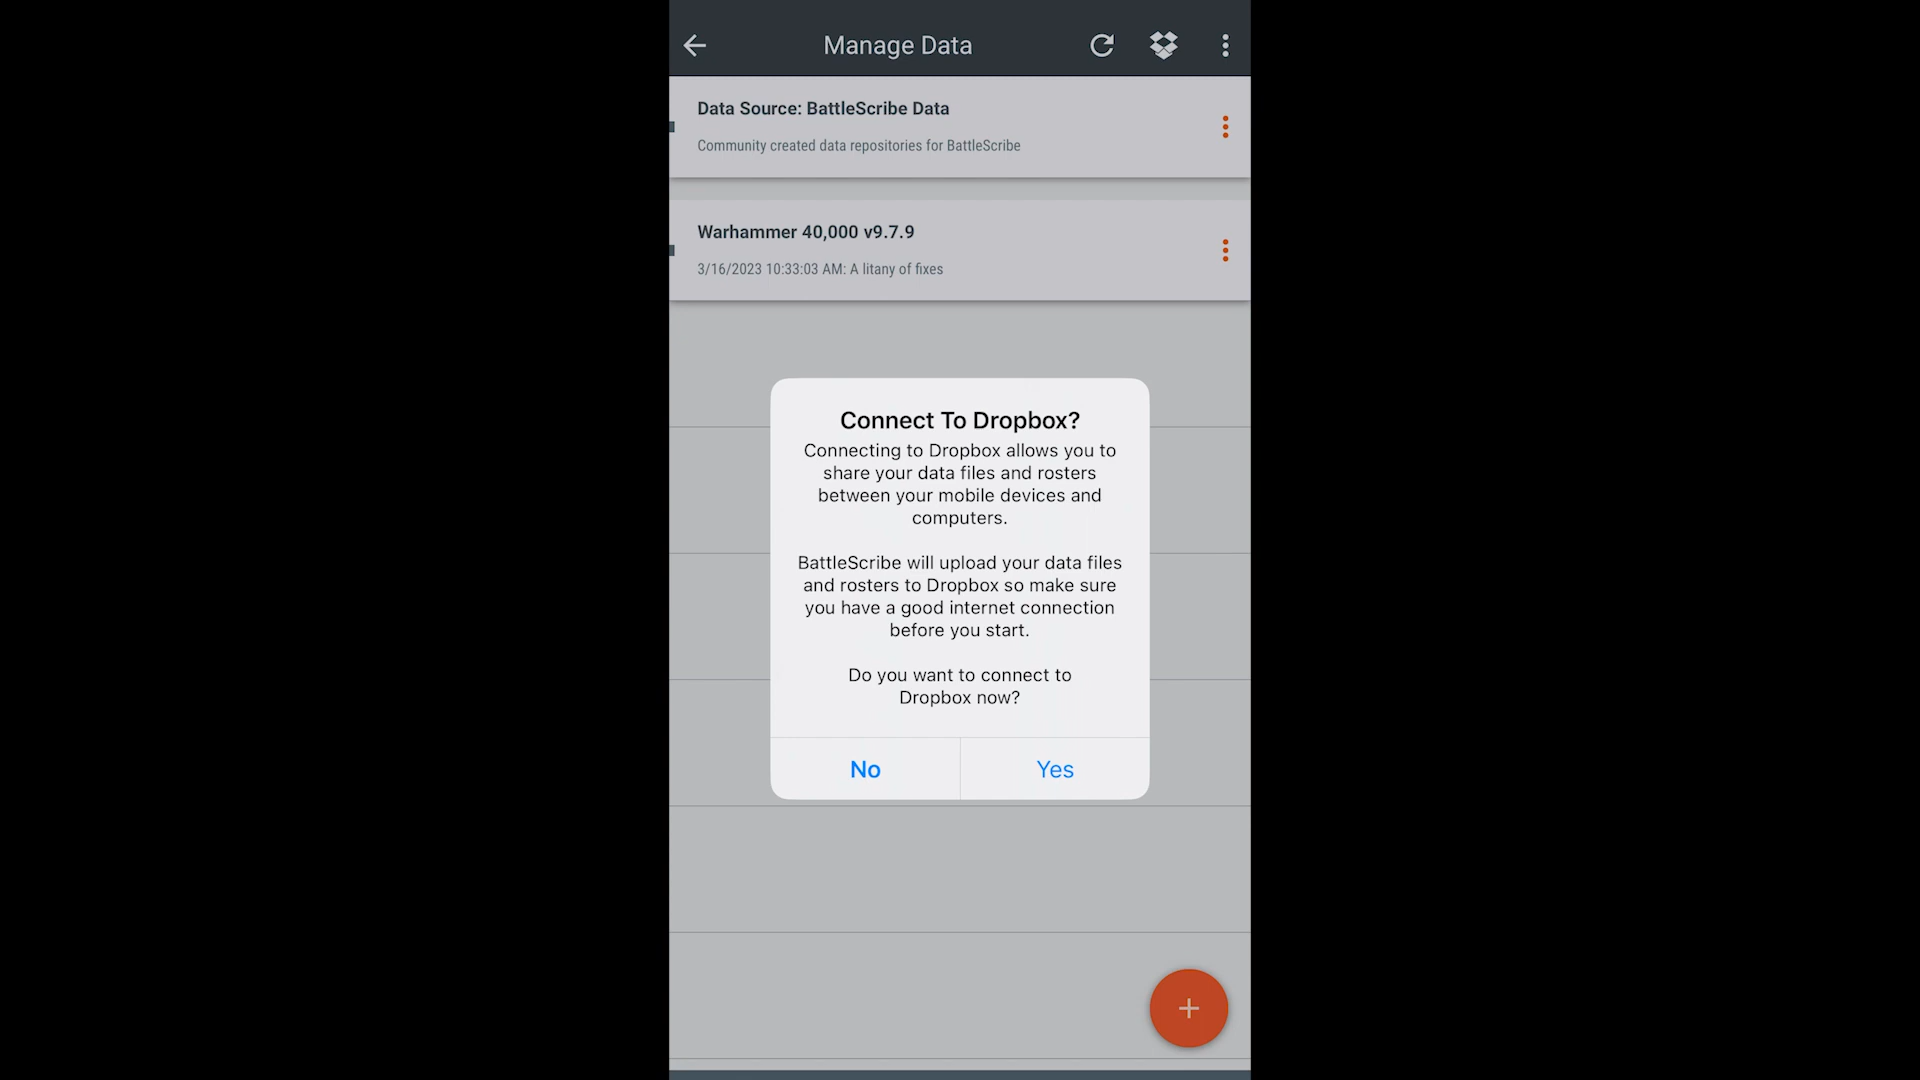 Manage Data
Data Source: BattleScribe Data
Community created data repositories for BattleScribe
Warhammer 40,000 v9.7.9
3/16/2023 10:33:03 AM: A litany of fixes
Connect To Dropbox?
Connecting to Dropbox allows you to
share your data files and rosters
between your mobile devices and
computers.
BattleScribe will upload your data files
and rosters to Dropbox so make sure
you have a good internet connection
before you start.
Do you want to connect to
Dropbox now?
No
Yes